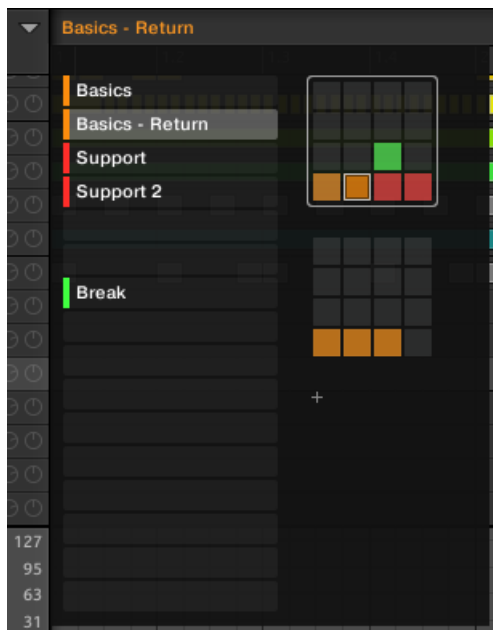 Basics - Return
Basics
Basics - Return
Support
Support 2
Break
+
127
95
63
31